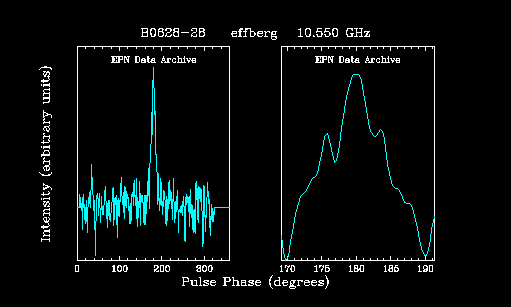 B0628-28 effberg 10.550 GHz
EPN Data Archive EPN Data Archive
Intensity (arbitrary units)
0 100 200 300 170 175 180 185 190
Pulse Phase (degrees)